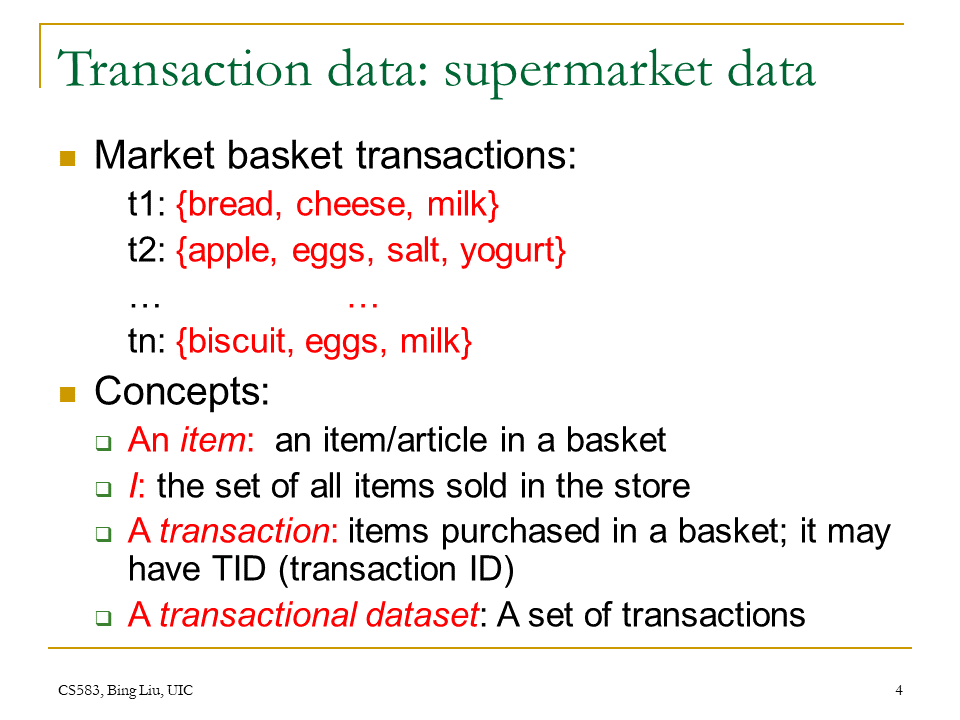 Transaction data: supermarket data
Market basket transactions:
t1: {bread, cheese, milk}
t2: {apple, eggs, salt, yogurt}
… …
tn: {biscuit, eggs, milk}
Concepts:
An item: an item/article in a basket
I: the set of all items sold in the store
A transaction: items purchased in a basket; it may
have TID (transaction ID)
A transactional dataset: A set of transactions
CS583, Bing Liu, UIC 4